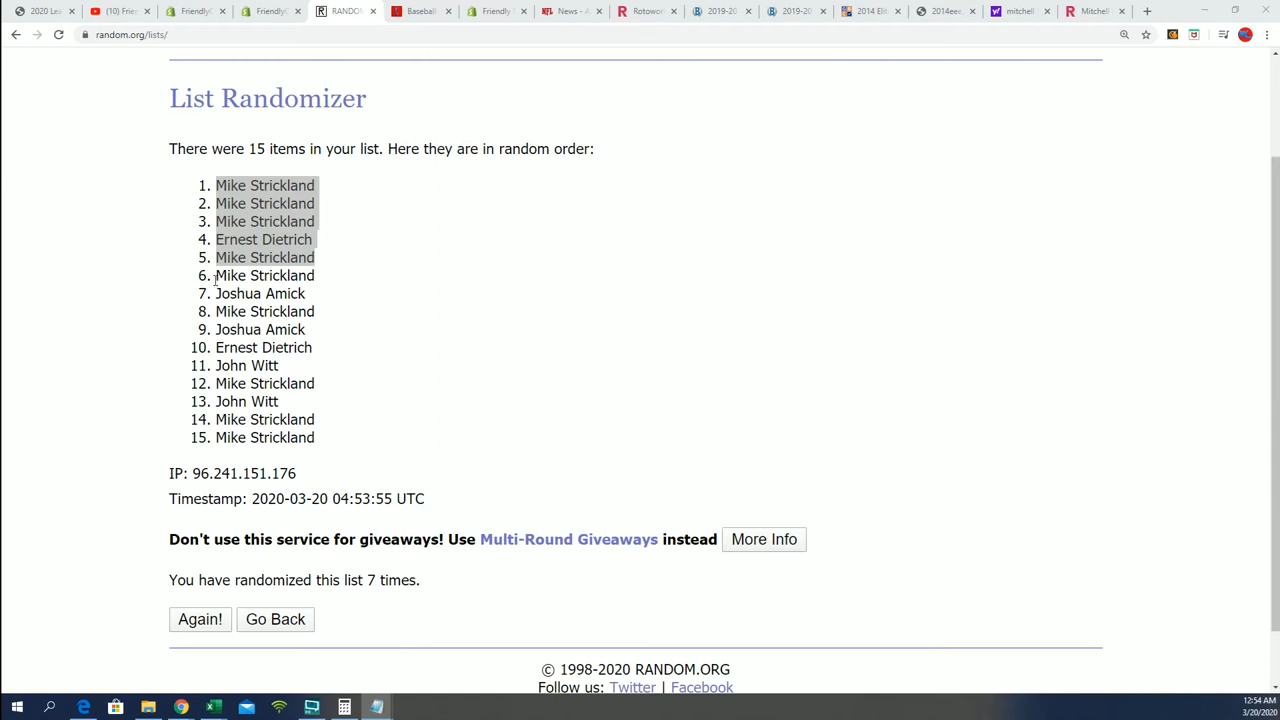 2020 Lea
(10) Frie
FriendlyC
FriendlyC
RANDO
Baseball
Friendly
News - A
Rotowor
2019-20
2019-20
2014 Elit
2014eee
mitchell
Mitchell
random.org/lists/
List Randomizer
There were 15 items in your list. Here they are in random order:
1. Mike Strickland
2. Mike Strickland
3. Mike Strickland
4. Ernest Dietrich
5. Mike Strickland
6. Mike Strickland
7. Joshua Amick
8. Mike Strickland
9. Joshua Amick
10. Ernest Dietrich
11. John Witt
12. Mike Strickland
13. John Witt
14. Mike Strickland
15. Mike Strickland
IP: 96.241.151.176
Timestamp: 2020-03-20 04:53:55 UTC
Don't use this service for giveaways! Use Multi-Round Giveaways instead More Info
You have randomized this list 7 times.
Again! Go Back
© 1998-2020 RANDOM.ORG
Follow us: Twitter | Facebook
12:54 AM
3/20/2020